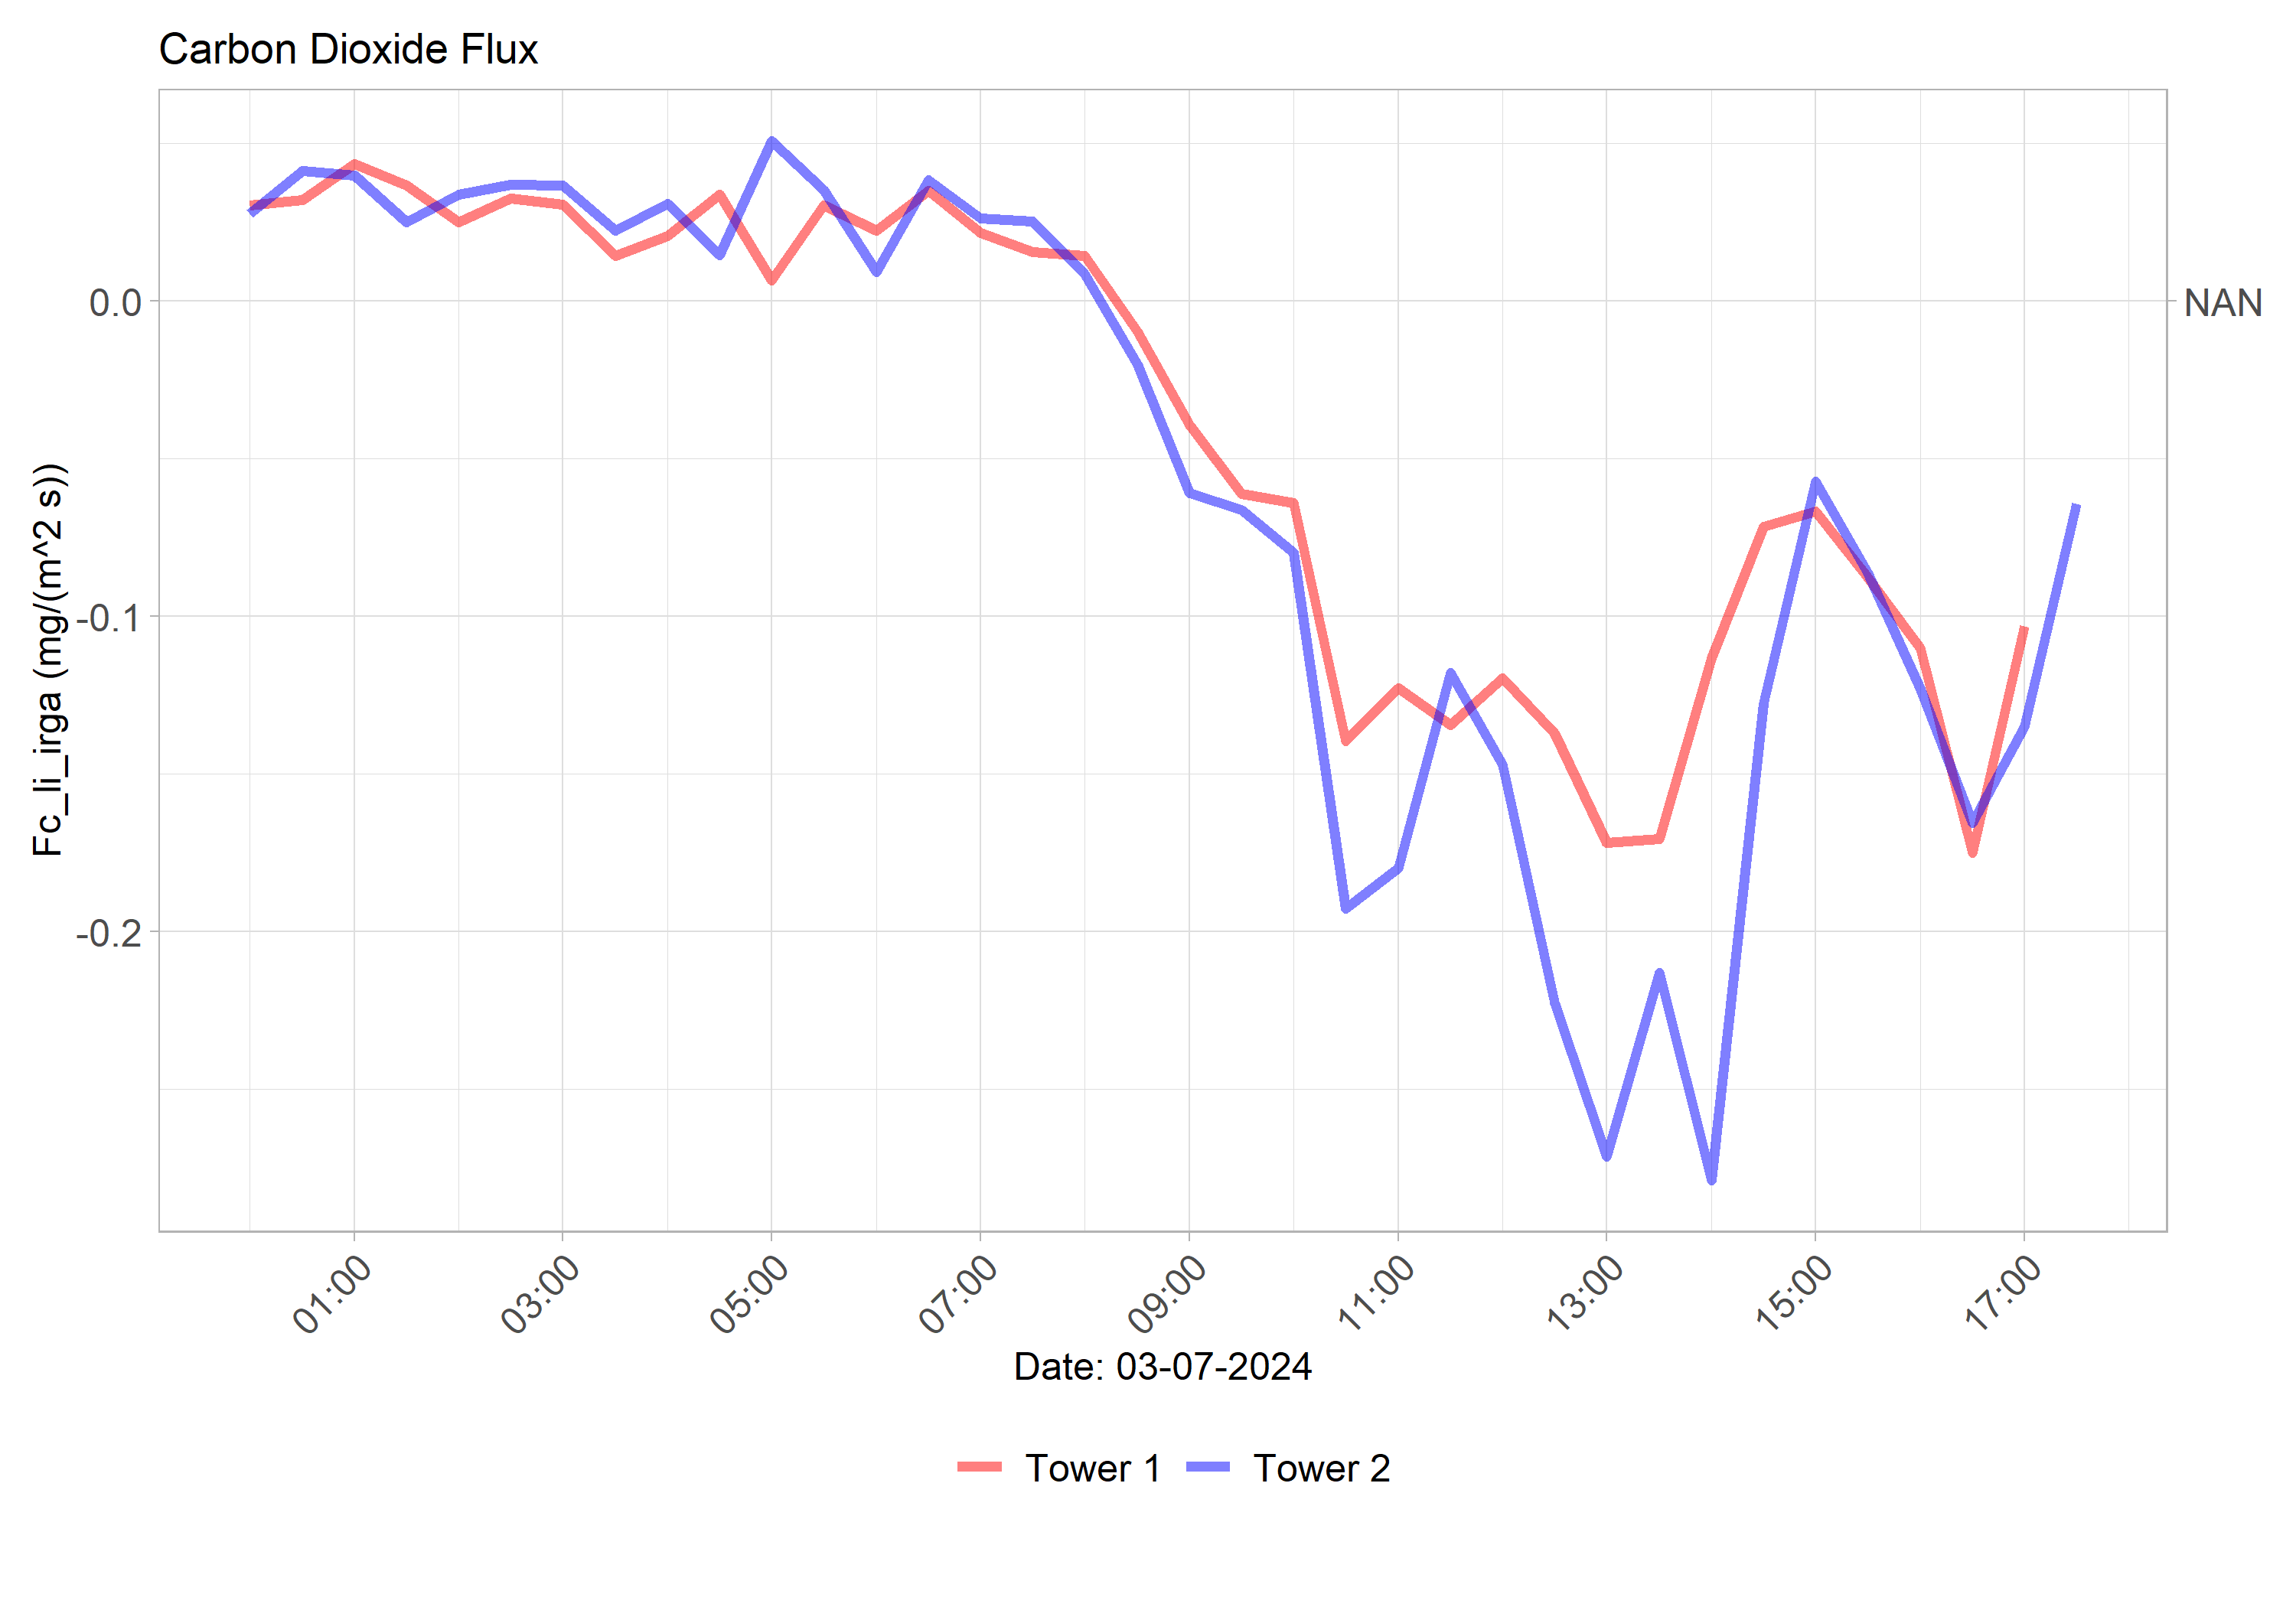 Carbon Dioxide Flux
Fc_li_irga (mg/(m^2 s))
0.0
-0.1
-0.2
NAN
01:00
03:00
05:00
07:00
09:00
11:00
13:00
15:00
17:00
Date: 03-07-2024
Tower 1
Tower 2